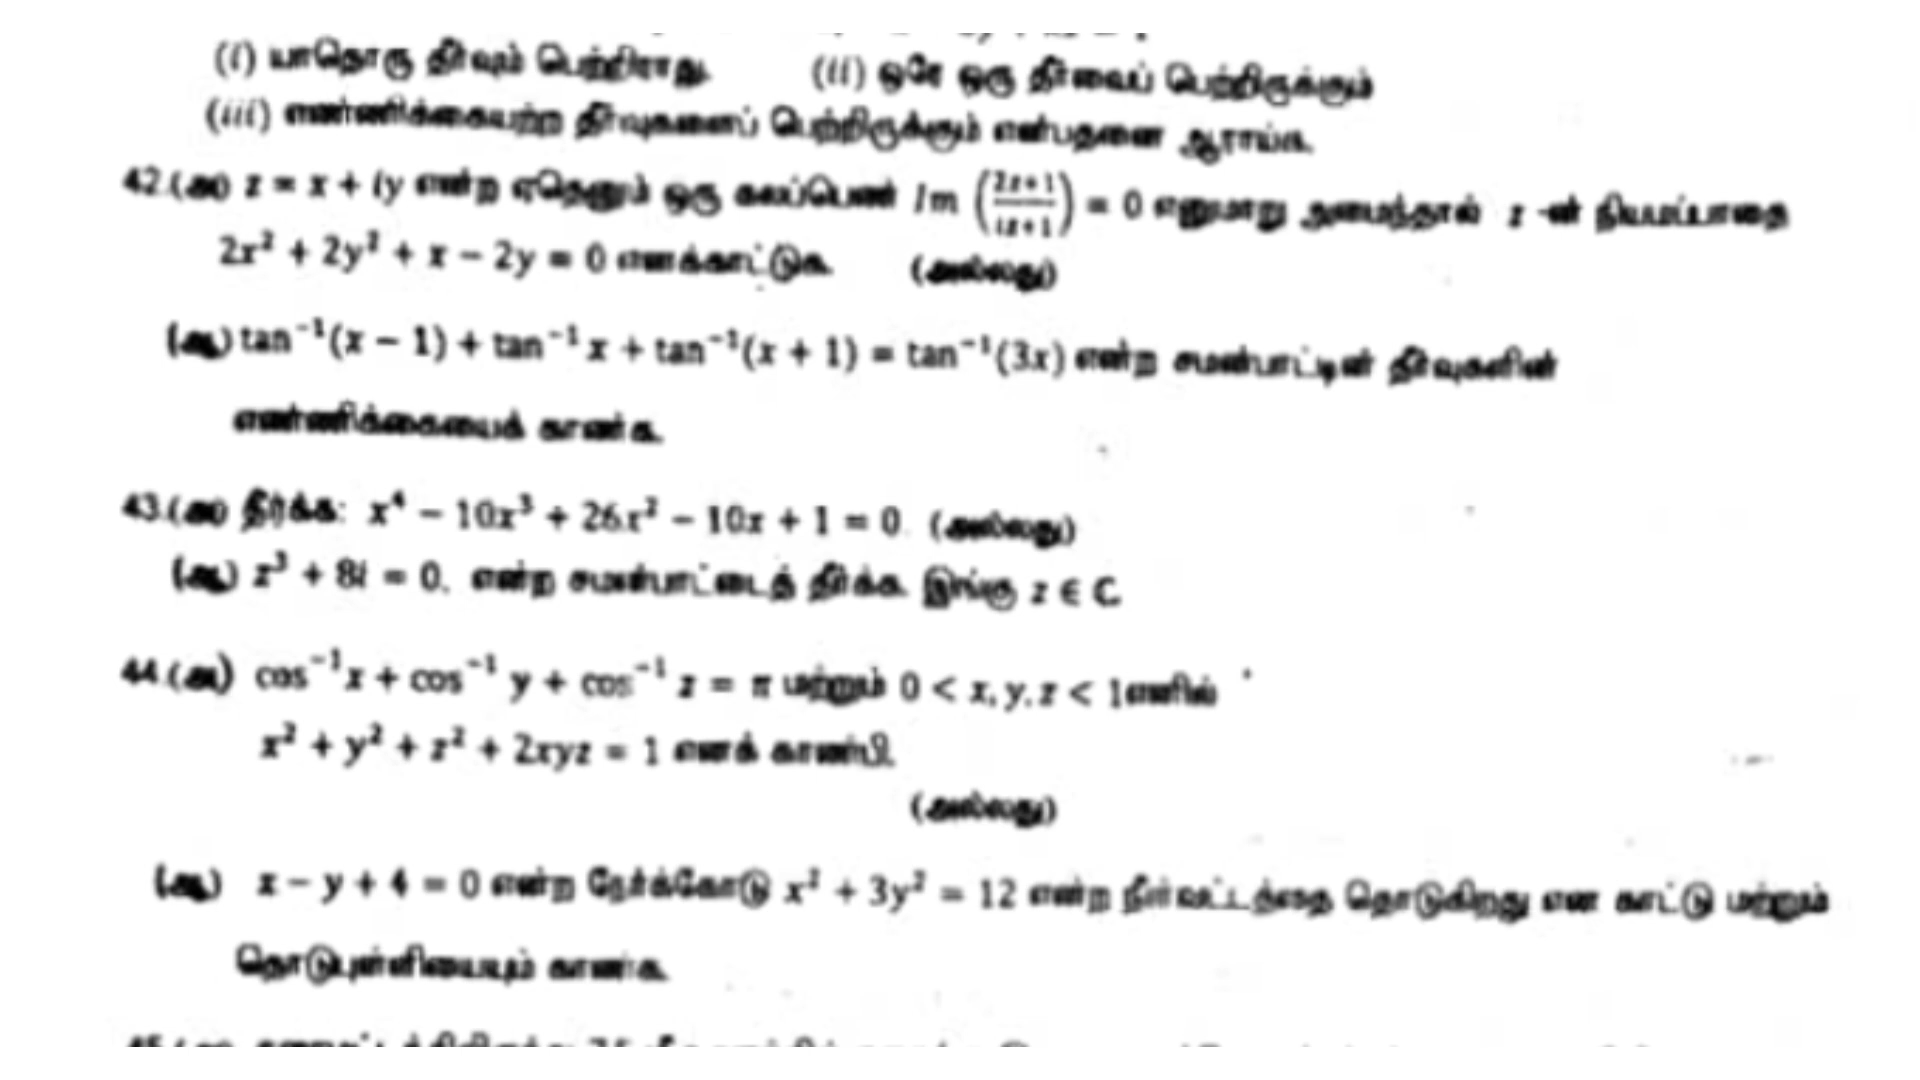 (i) யாதொரு தீர்வும் பெற்றிராது. (ii) ஒரே ஒரு தீர்வைப் பெற்றிருக்கும்
(iii) எண்ணிக்கையற்ற தீர்வுகளைப் பெற்றிருக்கும் என்பதனை ஆராய்க.
42.(அ) z = x + iy என்ற ஏதேனும் ஒரு கலப்பெண் Im ((2z+1)/(iz+1)) = 0 எனுமாறு அமைந்தால் z -ன் நியமப்பாதை
2x² + 2y² + x − 2y = 0 எனக்காட்டுக. (அல்லது)
(ஆ) tan⁻¹(x − 1) + tan⁻¹ x + tan⁻¹(x + 1) = tan⁻¹(3x) என்ற சமன்பாட்டின் தீர்வுகளின்
எண்ணிக்கையைக் காண்க.
43.(அ) தீர்க்க: x⁴ − 10x³ + 26x² − 10x + 1 = 0. (அல்லது)
(ஆ) z³ + 8i = 0. என்ற சமன்பாட்டைத் தீர்க்க. இங்கு z ∈ C.
44.(அ) cos⁻¹x + cos⁻¹ y + cos⁻¹ z = π மற்றும் 0 < x, y, z < 1எனில்
x² + y² + z² + 2xyz = 1 எனக் காண்பி.
(அல்லது)
(ஆ) x − y + 4 = 0 என்ற நேர்க்கோடு x² + 3y² = 12 என்ற நீள்வட்டத்தை தொடுகிறது என காட்டு மற்றும்
தொடுபுள்ளியையும் காண்க.